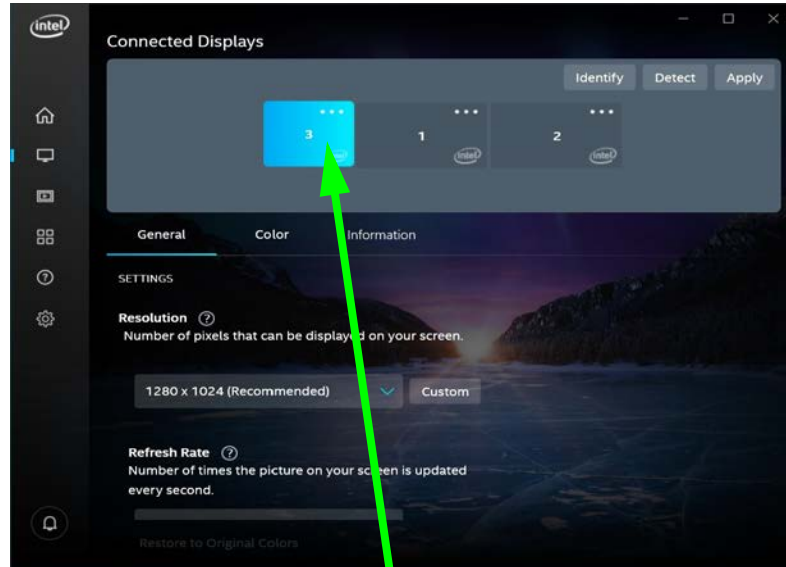 intel
Connected Displays
Identify Detect Apply
3 1 2
intel intel intel
General Color Information
SETTINGS
Resolution ?
Number of pixels that can be displayed on your screen.
1280 x 1024 (Recommended) Custom
Refresh Rate ?
Number of times the picture on your screen is updated
every second.
Restore to Original Colors